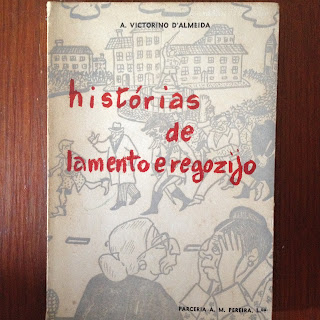 A. VICTORINO D'ALMEIDA
histórias
de
lamento e regozijo
PARCERIA A. M. PEREIRA, L.da